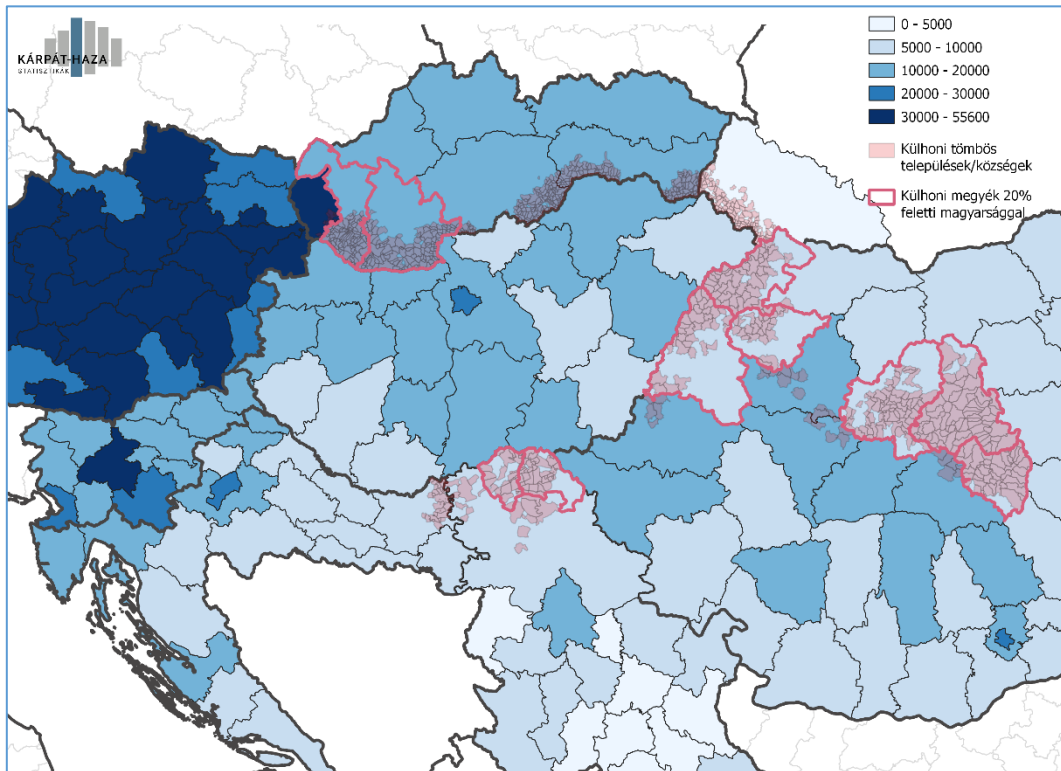 KÁRPÁT-HAZA
STATISZTIKÁK
0 - 5000
5000 - 10000
10000 - 20000
20000 - 30000
30000 - 55600
Külhoni tömbös
települések/községek
Külhoni megyék 20%
feletti magyarsággal